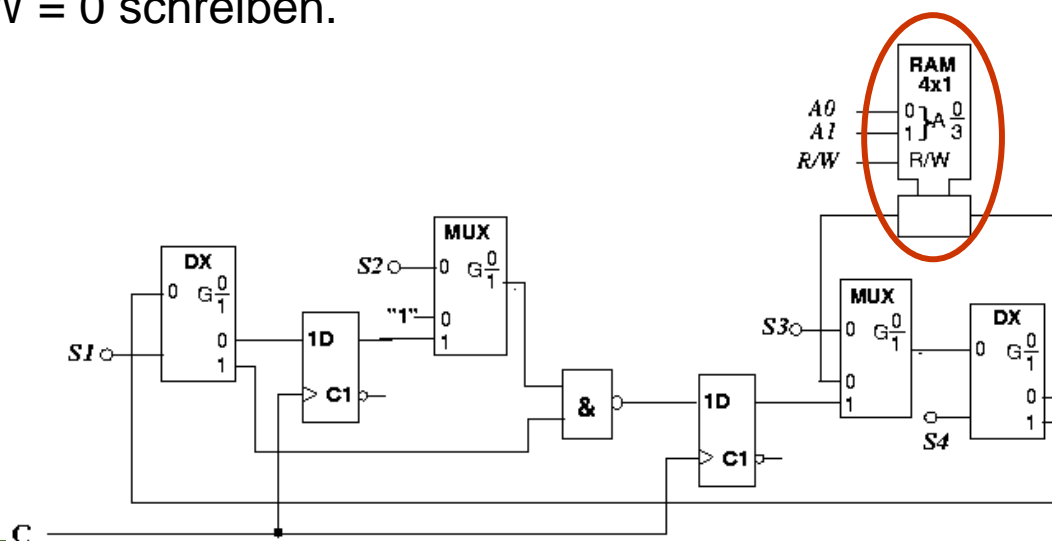 = 0 schreiben.
RAM
4x1
A0 0 } A 0/3
A1 1
R/W R/W
MUX
S2 0 G 0/1
"1" 0
1
DX
0 G 0/1
0
S1 1
1D
C1
&
1D
C1
MUX
S3 0 G 0/1
0
1
DX
0 G 0/1
0
S4 1
C